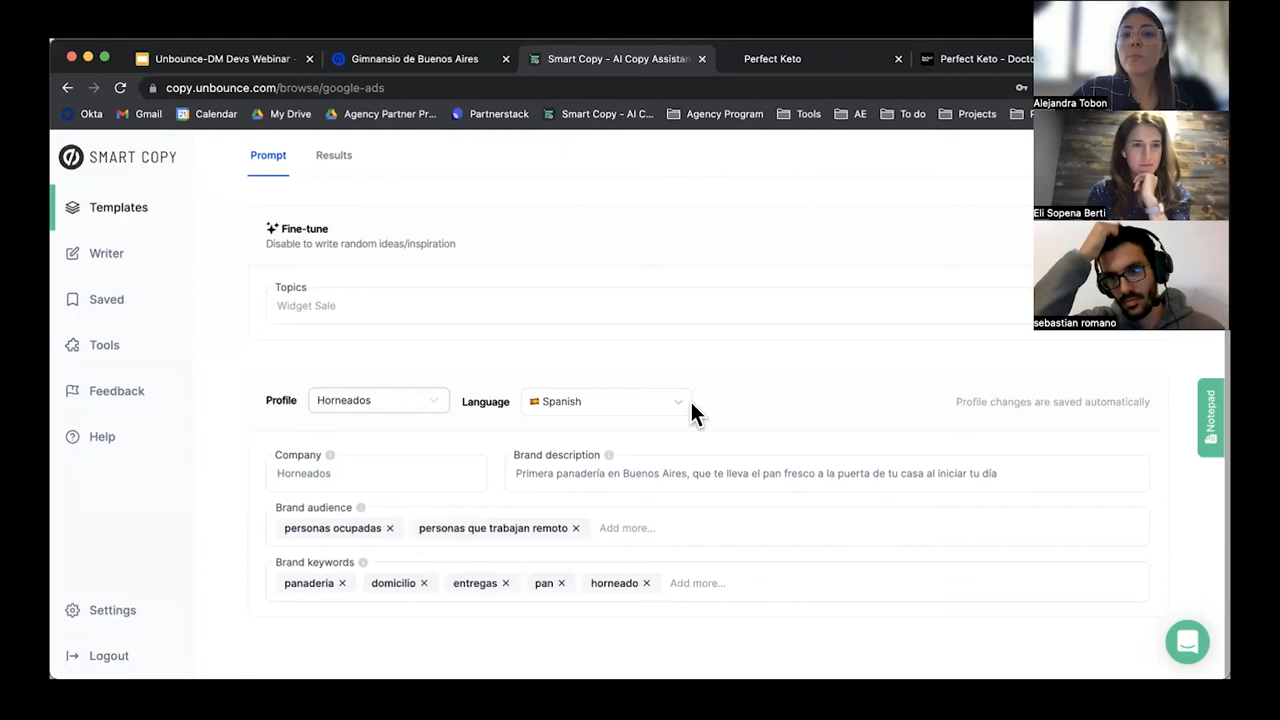 Unbounce-DM Devs Webinar -
Gimnansio de Buenos Aires
Smart Copy - AI Copy Assistan
Perfect Keto
Perfect Keto - Docto
copy.unbounce.com/browse/google-ads
Okta
Gmail
Calendar
My Drive
Agency Partner Pr...
Partnerstack
Smart Copy - AI C...
Agency Program
Tools
AE
To do
Projects
Alejandra Tobon
Eli Sopena Berti
sebastian romano
SMART COPY
Templates
Writer
Saved
Tools
Feedback
Help
Settings
Logout
Prompt
Results
Fine-tune
Disable to write random ideas/inspiration
Topics
Widget Sale
Profile
Horneados
Language
Spanish
Profile changes are saved automatically
Company
Horneados
Brand description
Primera panadería en Buenos Aires, que te lleva el pan fresco a la puerta de tu casa al iniciar tu día
Brand audience
personas ocupadas
personas que trabajan remoto
Add more...
Brand keywords
panaderia
domicilio
entregas
pan
horneado
Add more...
Notepad